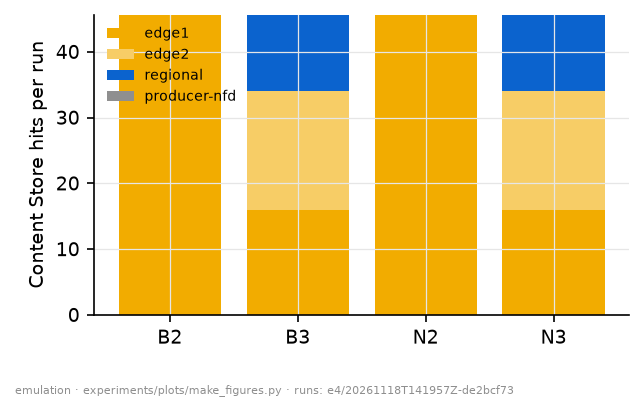 Content Store hits per run
40
30
20
10
0
edge1
edge2
regional
producer-nfd
B2
B3
N2
N3
emulation · experiments/plots/make_figures.py · runs: e4/20261118T141957Z-de2bcf73